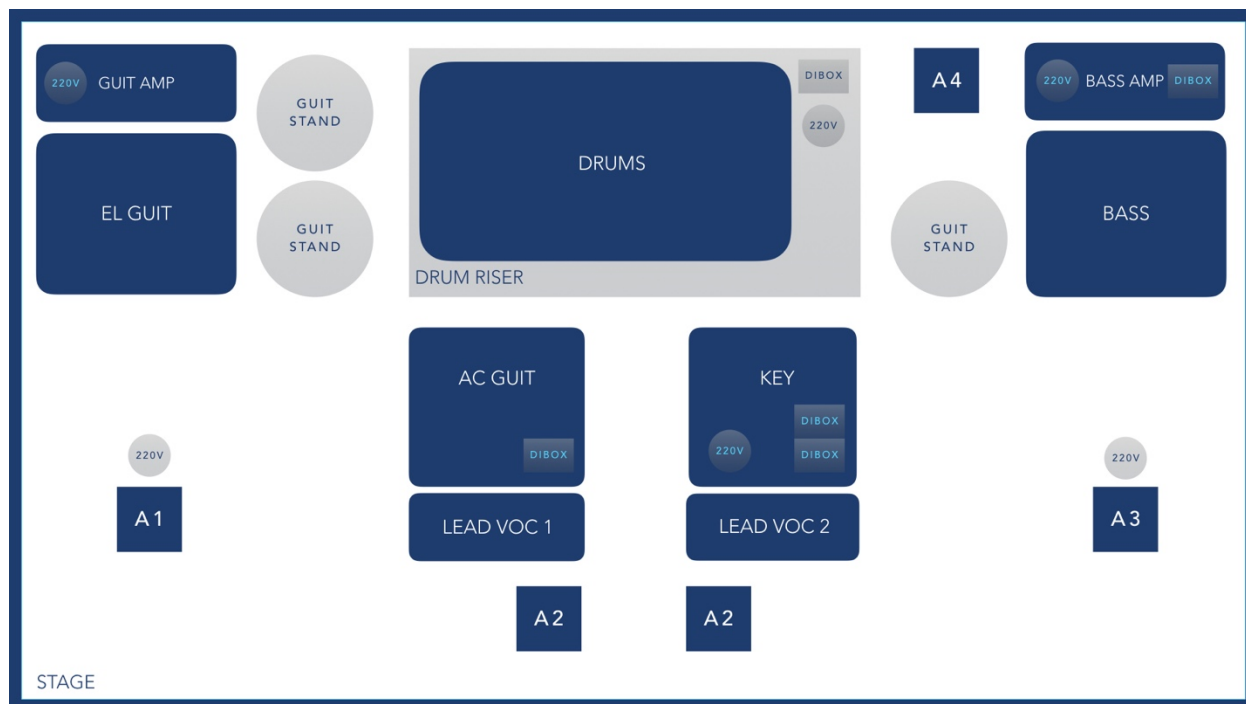 220V
GUIT AMP
GUIT
STAND
EL GUIT
GUIT
STAND
DRUMS
DIBOX
220V
DRUM RISER
A4
220V
BASS AMP
DIBOX
GUIT
STAND
BASS
AC GUIT
DIBOX
KEY
DIBOX
220V
DIBOX
220V
A1
LEAD VOC 1
LEAD VOC 2
220V
A3
A2
A2
STAGE